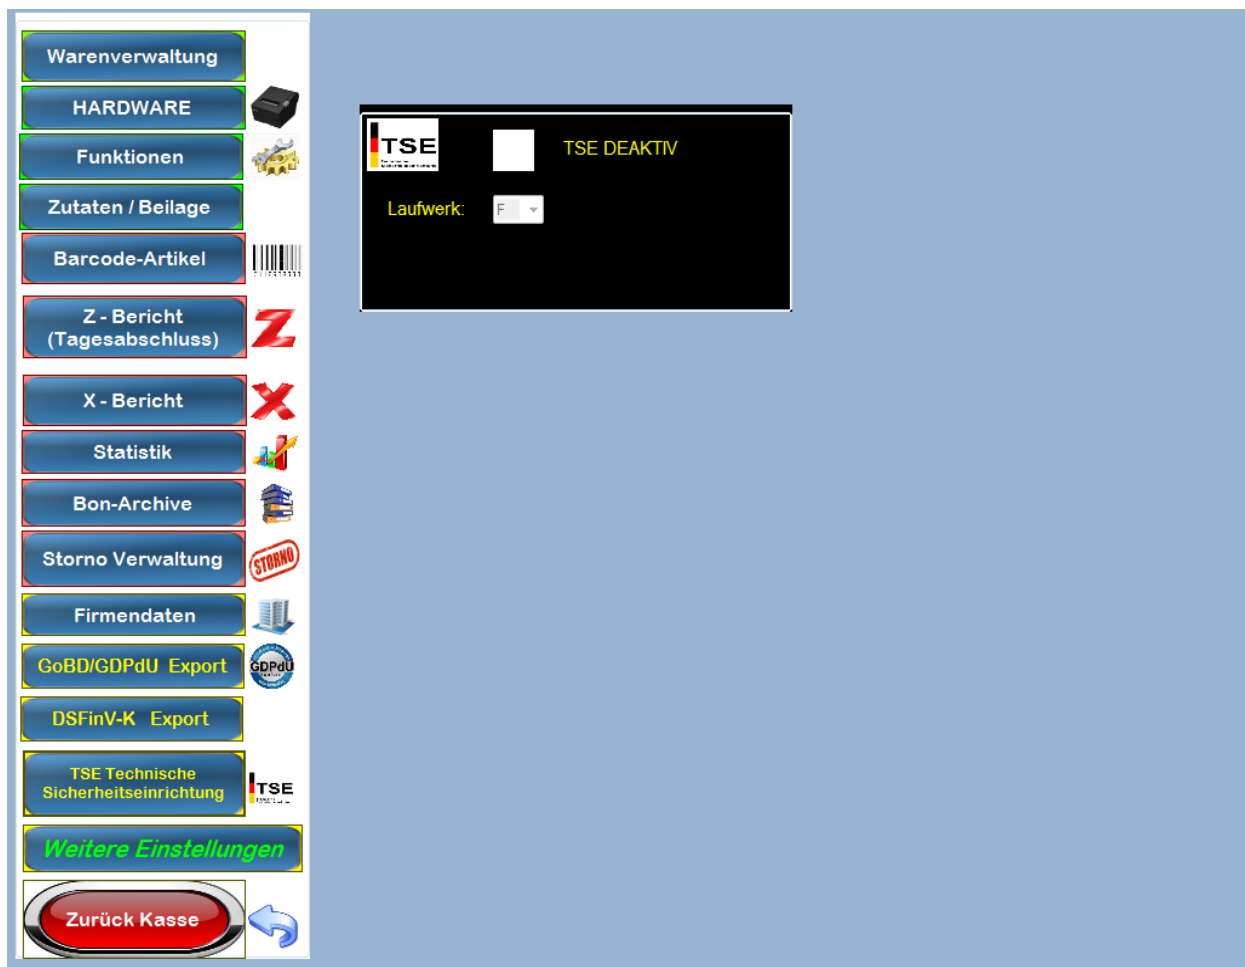 Warenverwaltung
HARDWARE
Funktionen
Zutaten / Beilage
Barcode-Artikel
Z - Bericht
(Tagesabschluss)
Z
X - Bericht
X
Statistik
Bon-Archive
Storno Verwaltung
STORNO
Firmendaten
GoBD/GDPdU Export
GDPdU
DSFinV-K Export
TSE Technische
Sicherheitseinrichtung
TSE
Weitere Einstellungen
Zurück Kasse
TSE
TSE DEAKTIV
Laufwerk:
F